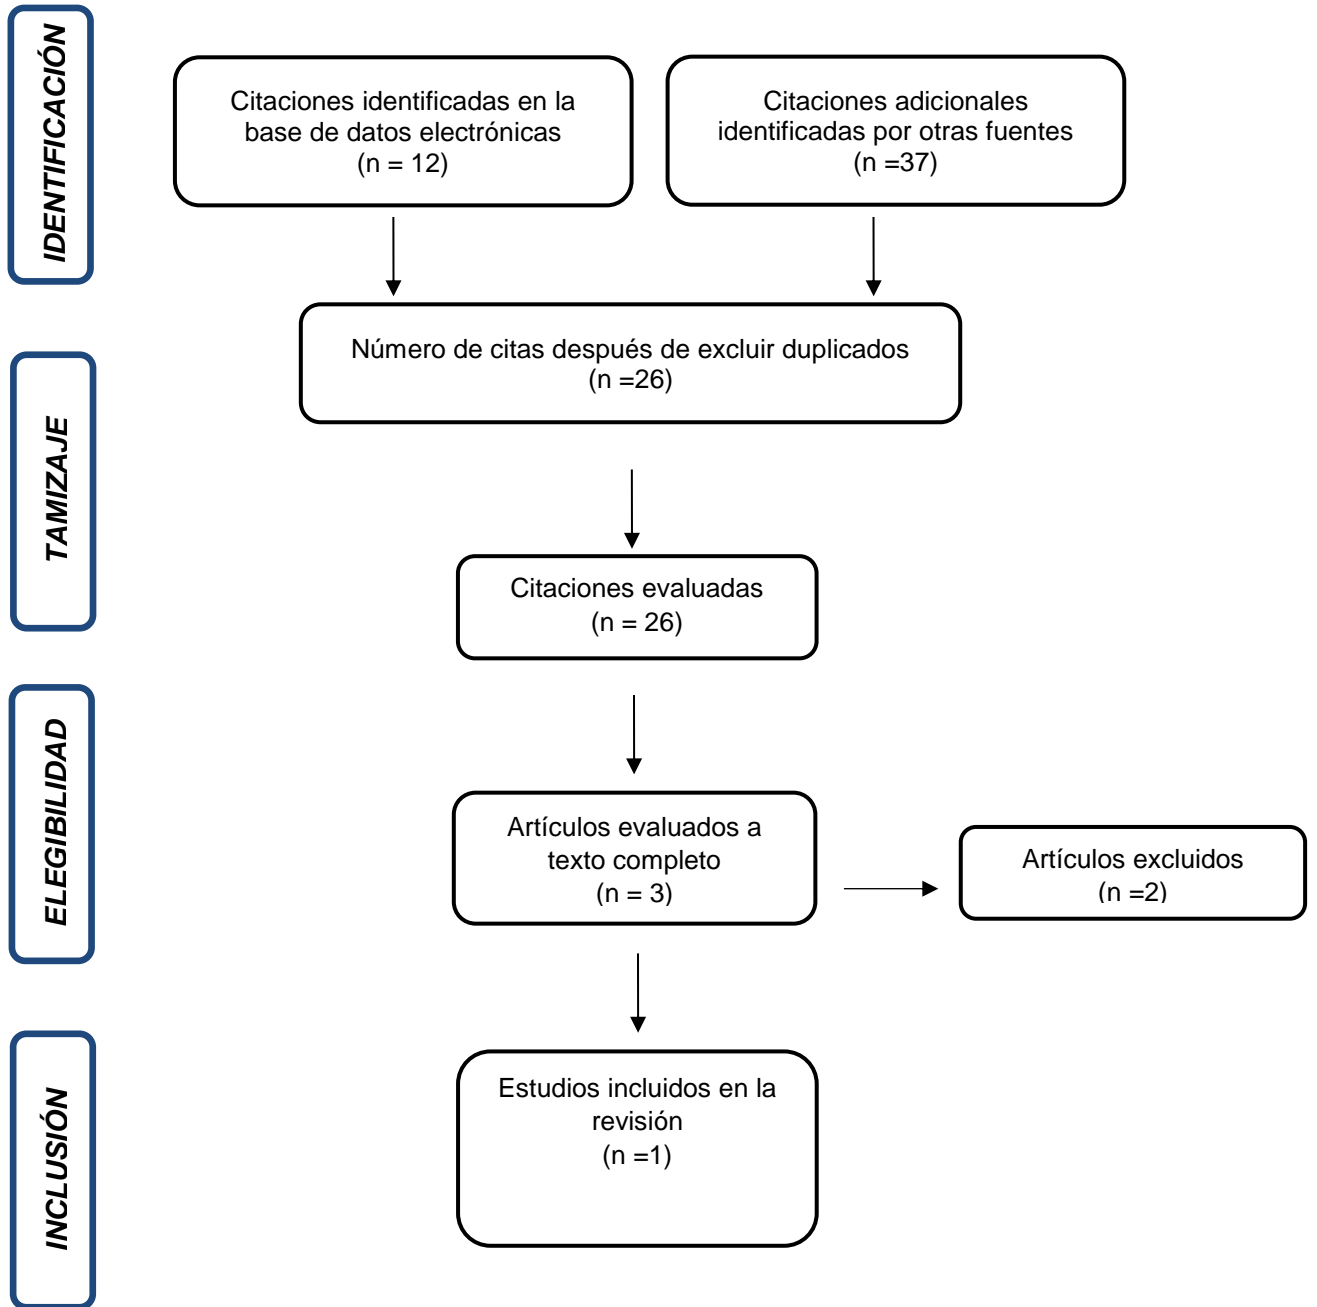 IDENTIFICACIÓN
Citaciones identificadas en la
base de datos electrónicas
(n = 12)
Citaciones adicionales
identificadas por otras fuentes
(n =37)
Número de citas después de excluir duplicados
(n =26)
TAMIZAJE
Citaciones evaluadas
(n = 26)
ELEGIBILIDAD
Artículos evaluados a
texto completo
(n = 3)
Artículos excluidos
(n =2)
INCLUSIÓN
Estudios incluidos en la
revisión
(n =1)